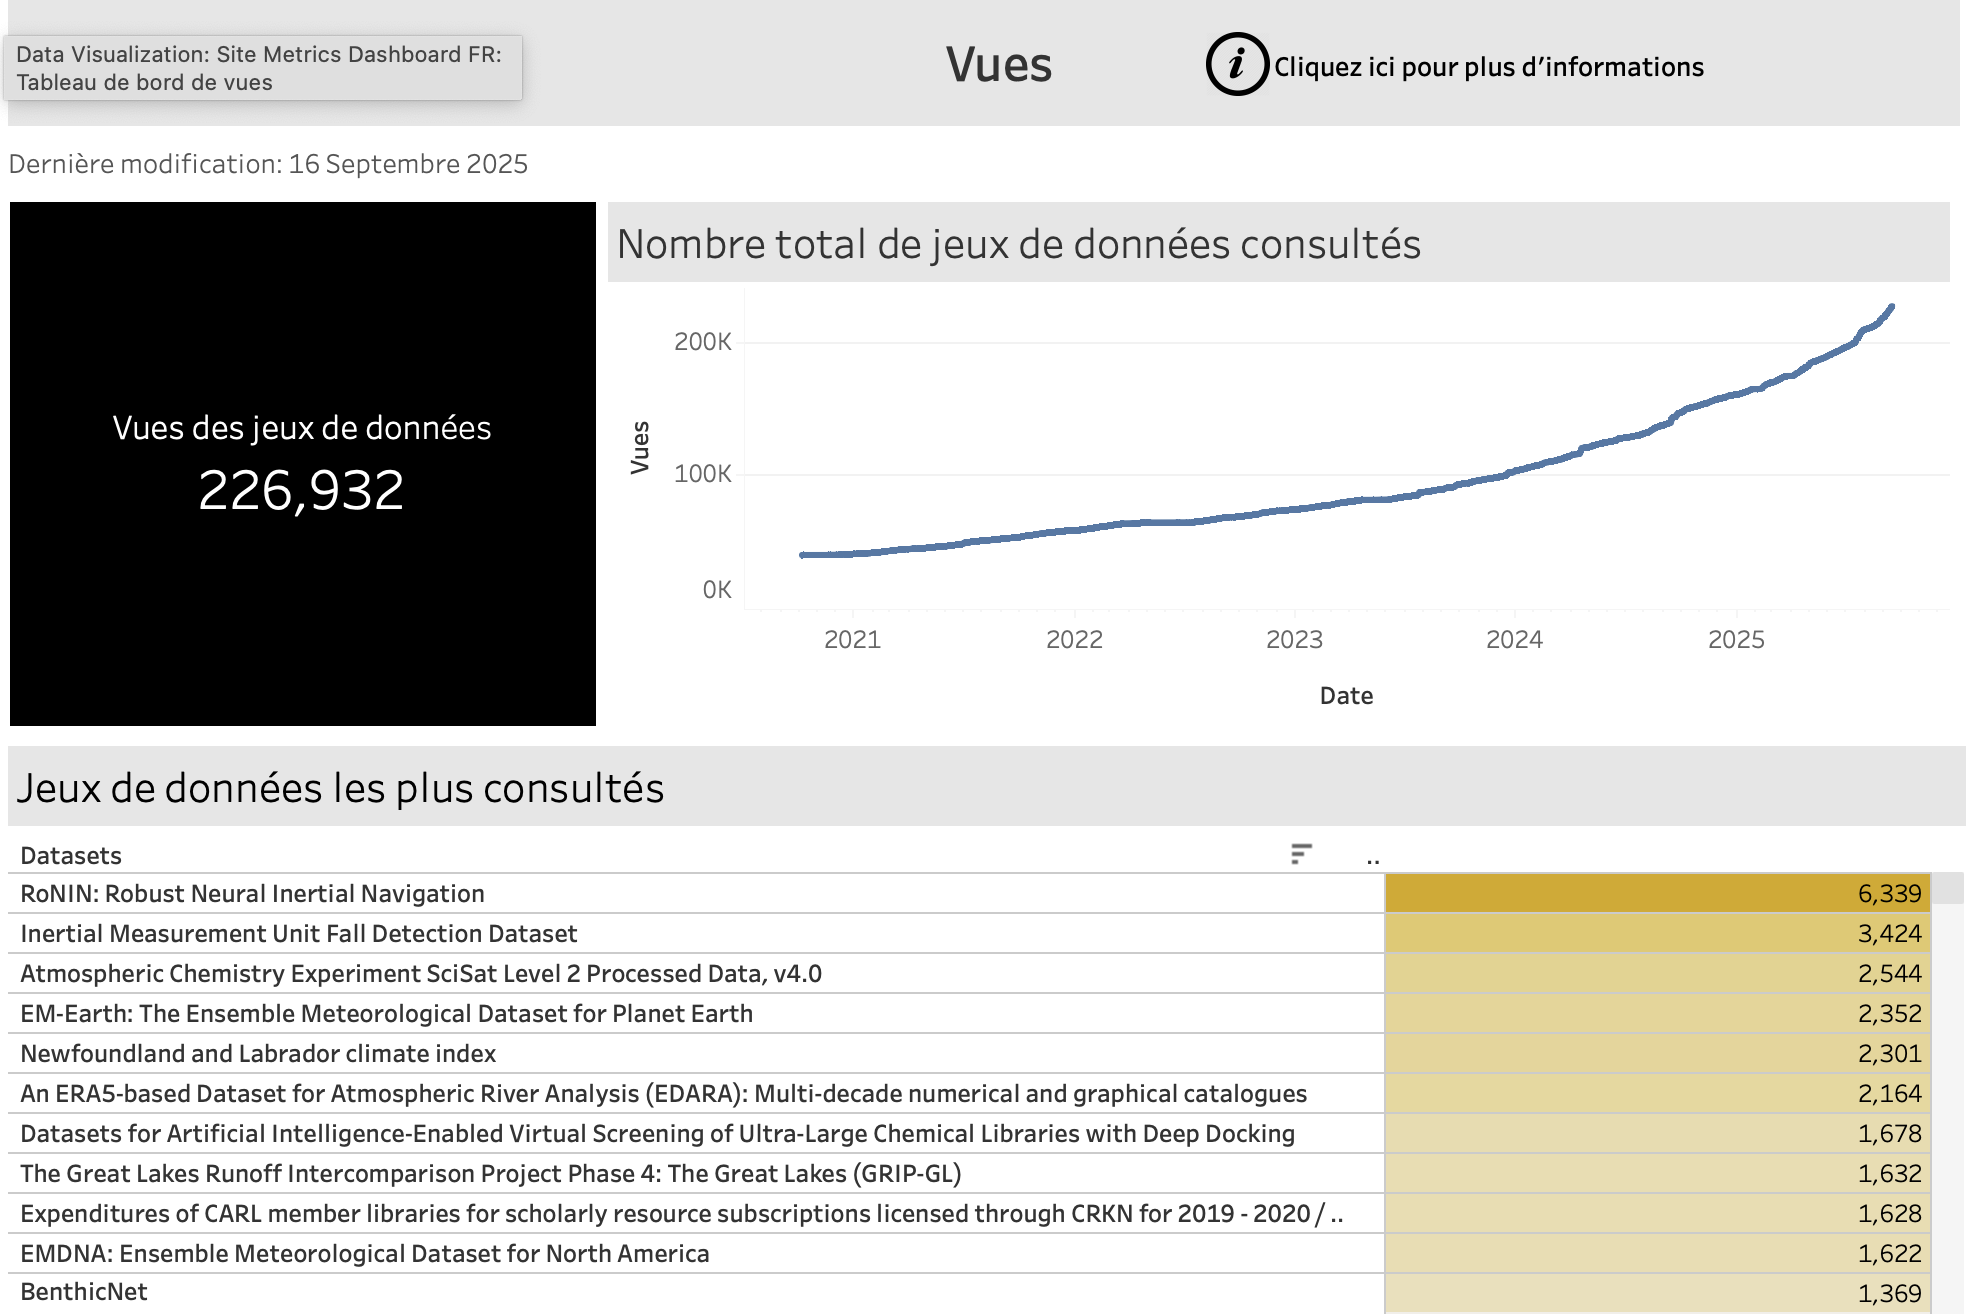 Data Visualization: Site Metrics Dashboard FR:
Tableau de bord de vues
Vues
i
Cliquez ici pour plus d'informations
Dernière modification: 16 Septembre 2025
Vues des jeux de données
226,932
Nombre total de jeux de données consultés
Vues
200K
100K
0K
2021 2022 2023 2024 2025
Date
Jeux de données les plus consultés
Datasets ..
RoNIN: Robust Neural Inertial Navigation 6,339
Inertial Measurement Unit Fall Detection Dataset 3,424
Atmospheric Chemistry Experiment SciSat Level 2 Processed Data, v4.0 2,544
EM-Earth: The Ensemble Meteorological Dataset for Planet Earth 2,352
Newfoundland and Labrador climate index 2,301
An ERA5-based Dataset for Atmospheric River Analysis (EDARA): Multi-decade numerical and graphical catalogues 2,164
Datasets for Artificial Intelligence-Enabled Virtual Screening of Ultra-Large Chemical Libraries with Deep Docking 1,678
The Great Lakes Runoff Intercomparison Project Phase 4: The Great Lakes (GRIP-GL) 1,632
Expenditures of CARL member libraries for scholarly resource subscriptions licensed through CRKN for 2019 - 2020 / .. 1,628
EMDNA: Ensemble Meteorological Dataset for North America 1,622
BenthicNet 1,369